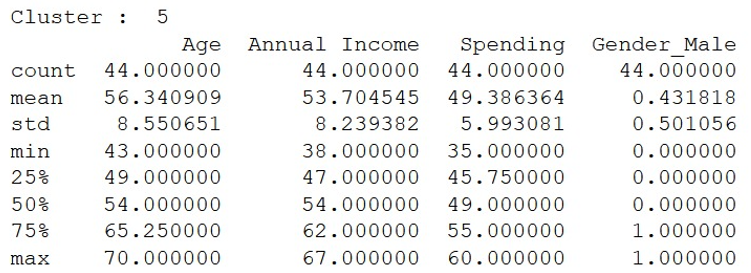 Cluster :  5
Age  Annual Income  Spending  Gender_Male
count  44.000000  44.000000  44.000000  44.000000
mean  56.340909  53.704545  49.386364  0.431818
std  8.550651  8.239382  5.993081  0.501056
min  43.000000  38.000000  35.000000  0.000000
25%  49.000000  47.000000  45.750000  0.000000
50%  54.000000  54.000000  49.000000  0.000000
75%  65.250000  62.000000  55.000000  1.000000
max  70.000000  67.000000  60.000000  1.000000